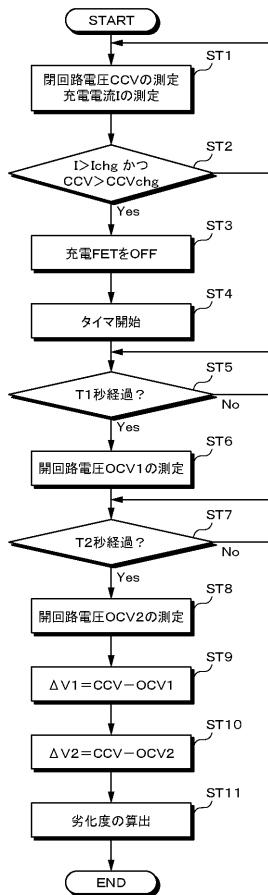 START
ST1
閉回路電圧CCVの測定
充電電流Iの測定
ST2
I>Ichg かつ
CCV>CCVchg
Yes
ST3
充電FETをOFF
ST4
タイマ開始
ST5
T1秒経過?
No
Yes
ST6
開回路電圧OCV1の測定
ST7
T2秒経過?
No
Yes
ST8
開回路電圧OCV2の測定
ST9
ΔV1=CCV-OCV1
ST10
ΔV2=CCV-OCV2
ST11
劣化度の算出
END